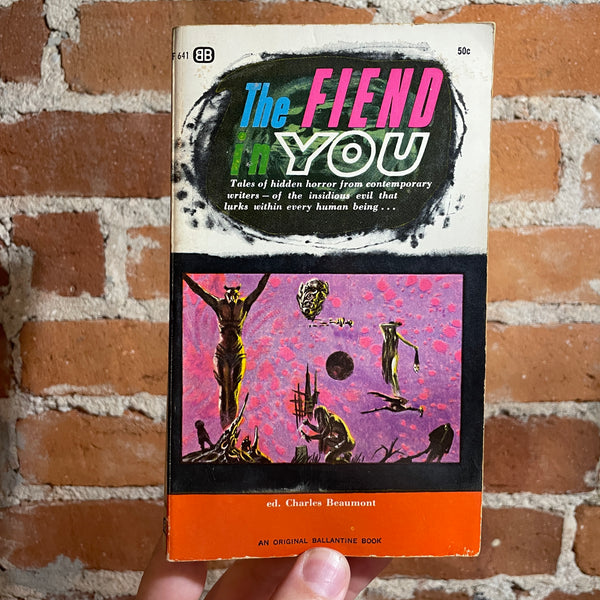 F 641 BB 50c
The FIEND
in YOU
Tales of hidden horror from contemporary
writers — of the insidious evil that
lurks within every human being . . .
ed. Charles Beaumont
AN ORIGINAL BALLANTINE BOOK